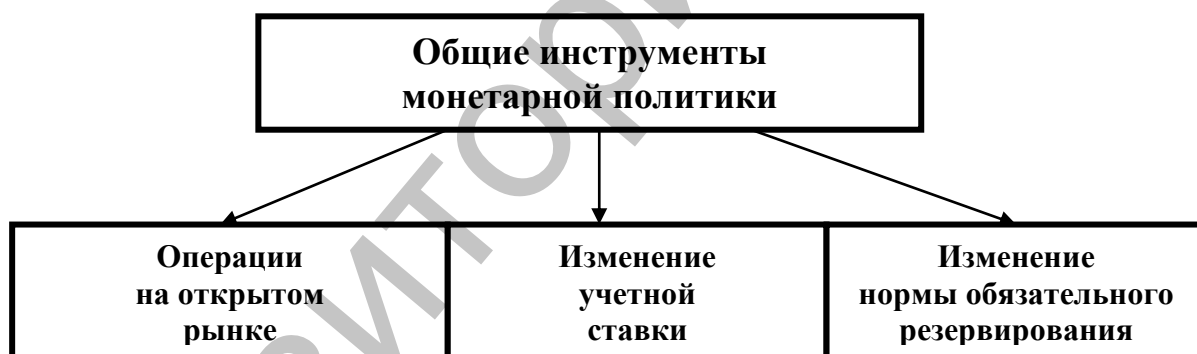 Общие инструменты
монетарной политики
Операции
на открытом
рынке
Изменение
учетной
ставки
Изменение
нормы обязательного
резервирования